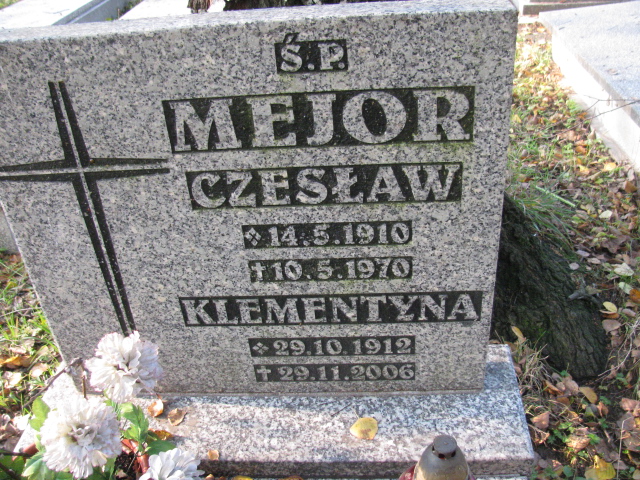 Ś.P.
MEJOR
CZESŁAW
14.5.1910
†10.5.1970
KLEMENTYNA
29.10.1912
†29.11.2006